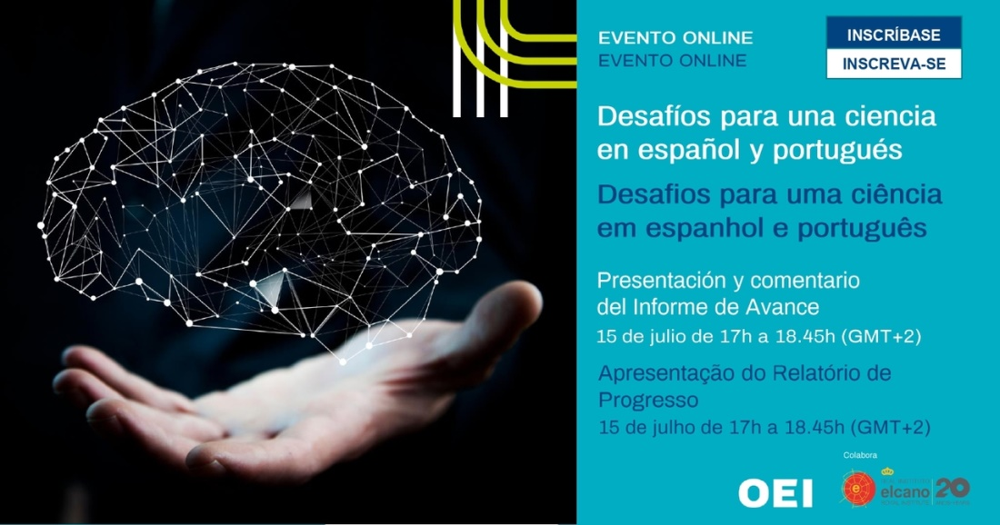 EVENTO ONLINE
EVENTO ONLINE
INSCRÍBASE
INSCREVA-SE
Desafíos para una ciencia
en español y portugués
Desafios para uma ciência
em espanhol e português
Presentación y comentario
del Informe de Avance
15 de julio de 17h a 18.45h (GMT+2)
Apresentação do Relatório de
Progresso
15 de julho de 17h a 18.45h (GMT+2)
Colabora
OEI
elcano
20